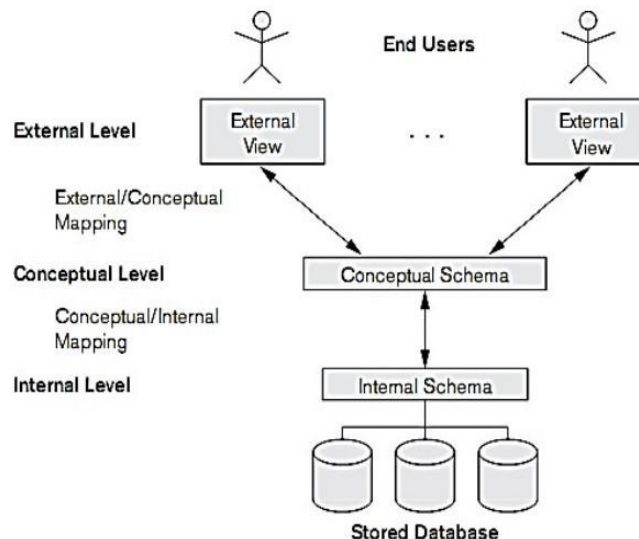 End Users
External Level
External
View
. . .
External
View
External/Conceptual
Mapping
Conceptual Level
Conceptual Schema
Conceptual/Internal
Mapping
Internal Level
Internal Schema
Stored Database